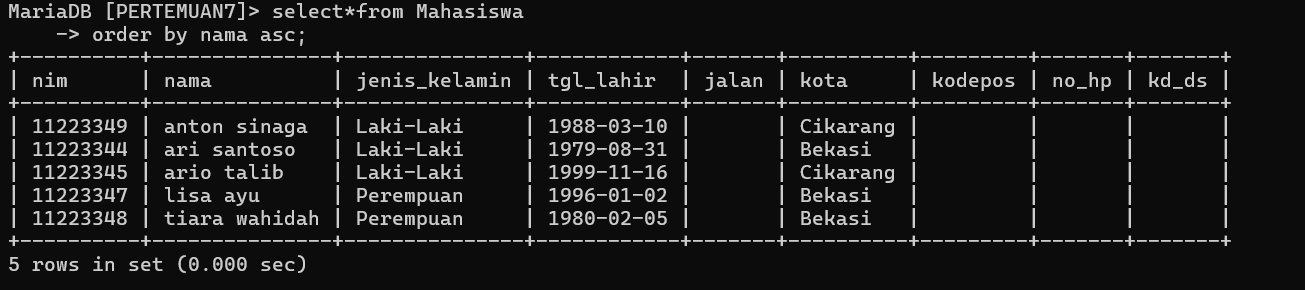 MariaDB [PERTEMUAN7]> select*from Mahasiswa
    -> order by nama asc;
+----------+---------------+---------------+------------+-------+----------+---------+-------+-------+
| nim      | nama          | jenis_kelamin | tgl_lahir  | jalan | kota     | kodepos | no_hp | kd_ds |
+----------+---------------+---------------+------------+-------+----------+---------+-------+-------+
| 11223349 | anton sinaga  | Laki-Laki     | 1988-03-10 |       | Cikarang |         |       |       |
| 11223344 | ari santoso   | Laki-Laki     | 1979-08-31 |       | Bekasi   |         |       |       |
| 11223345 | ario talib    | Laki-Laki     | 1999-11-16 |       | Cikarang |         |       |       |
| 11223347 | lisa ayu      | Perempuan     | 1996-01-02 |       | Bekasi   |         |       |       |
| 11223348 | tiara wahidah | Perempuan     | 1980-02-05 |       | Bekasi   |         |       |       |
+----------+---------------+---------------+------------+-------+----------+---------+-------+-------+
5 rows in set (0.000 sec)